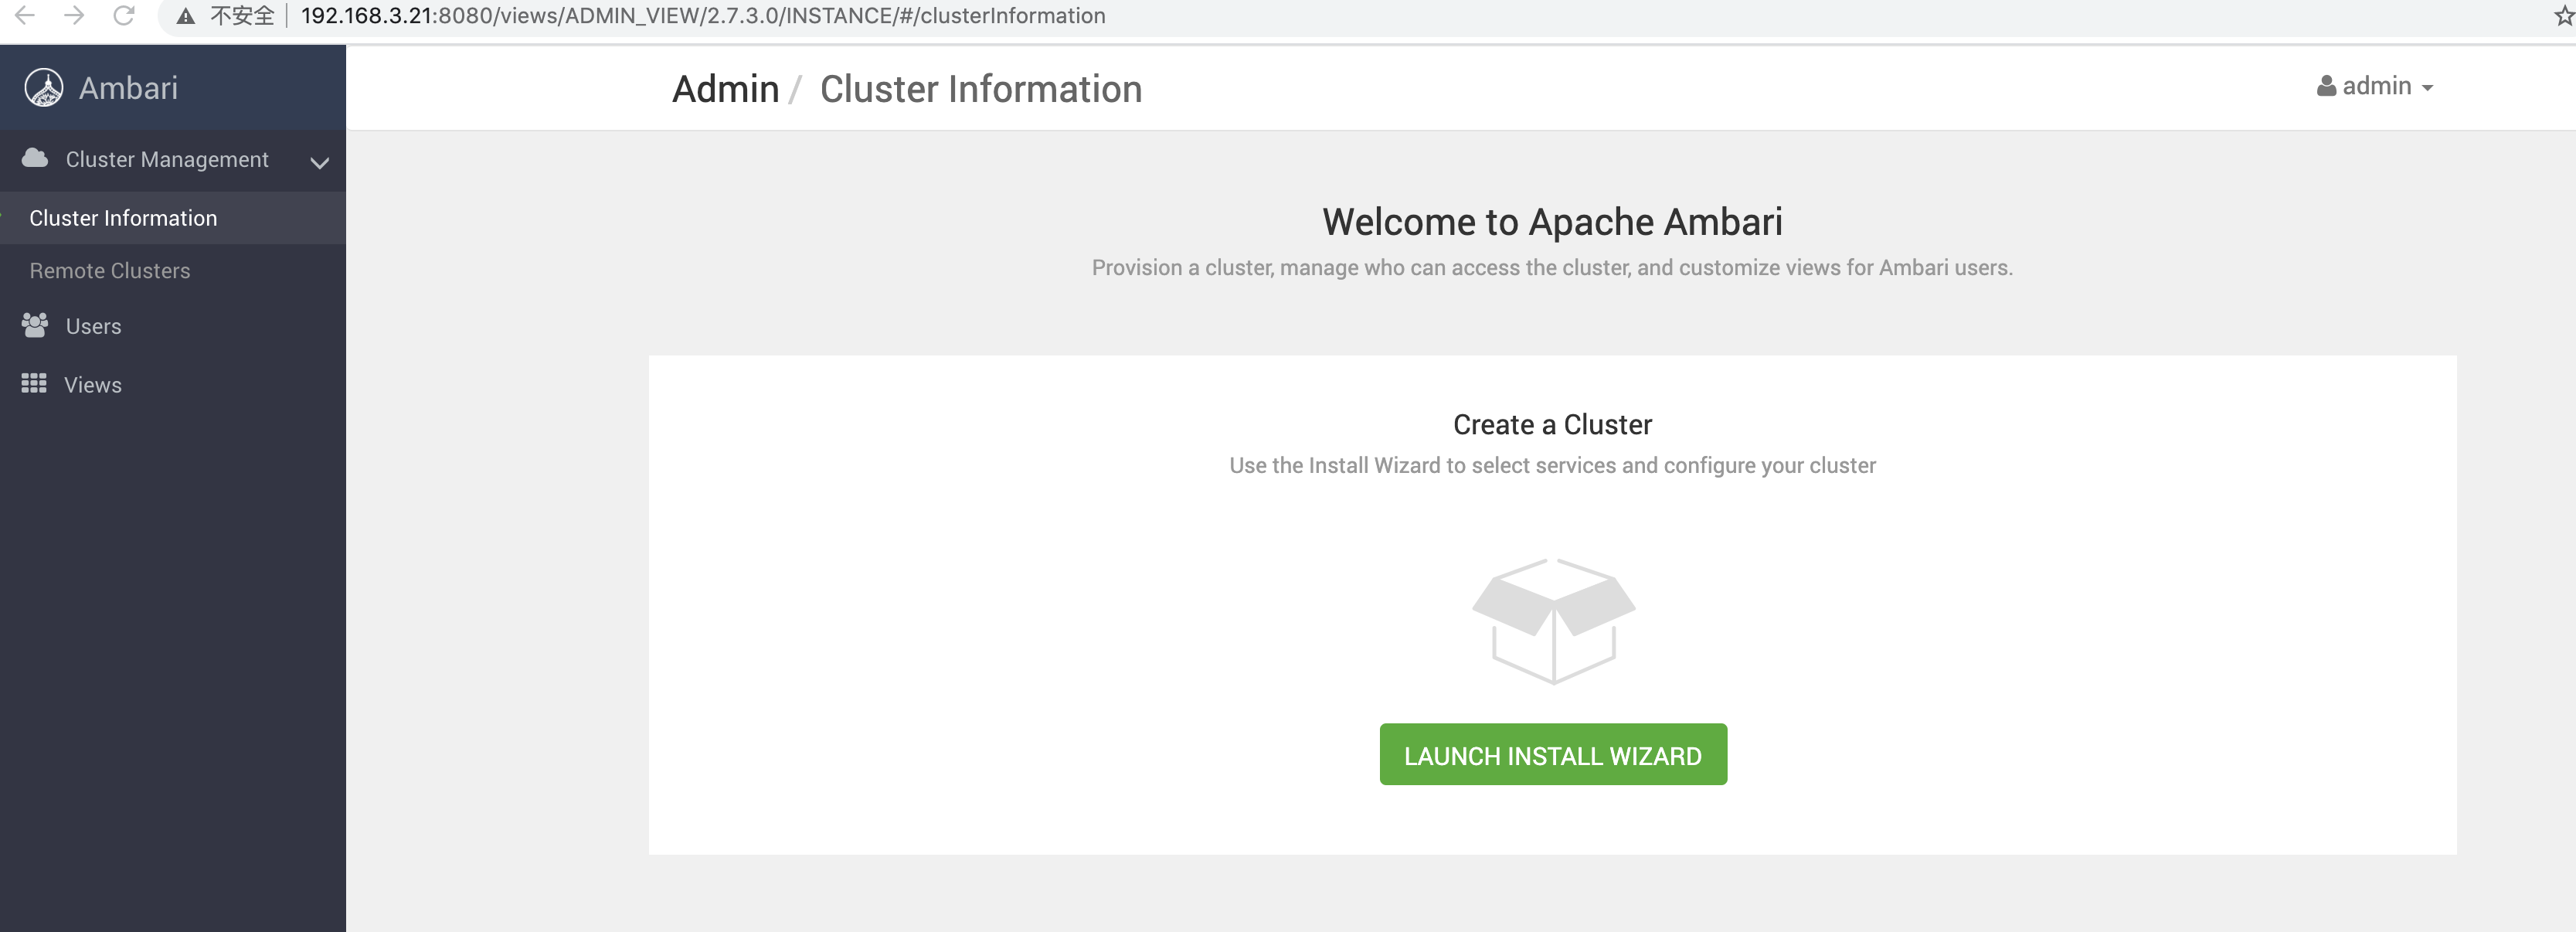 不安全 192.168.3.21:8080/views/ADMIN_VIEW/2.7.3.0/INSTANCE/#/clusterInformation
Ambari
Admin / Cluster Information
admin
Cluster Management
Cluster Information
Remote Clusters
Users
Views
Welcome to Apache Ambari
Provision a cluster, manage who can access the cluster, and customize views for Ambari users.
Create a Cluster
Use the Install Wizard to select services and configure your cluster
LAUNCH INSTALL WIZARD